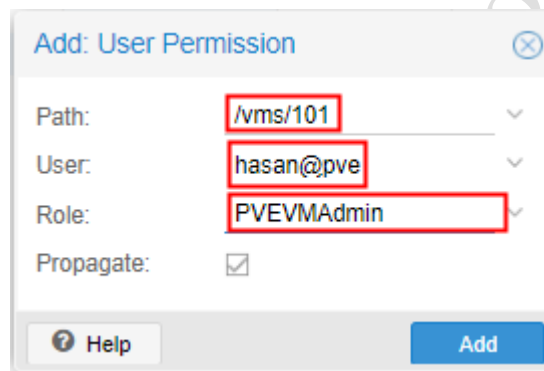 Add: User Permission
Path: /vms/101
User: hasan@pve
Role: PVEVMAdmin
Propagate:
Help Add